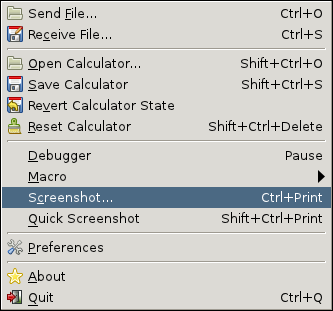 Send File... Ctrl+O
Receive File... Ctrl+S
Open Calculator... Shift+Ctrl+O
Save Calculator Shift+Ctrl+S
Revert Calculator State
Reset Calculator Shift+Ctrl+Delete
Debugger Pause
Macro
Screenshot... Ctrl+Print
Quick Screenshot Shift+Ctrl+Print
Preferences
About
Quit Ctrl+Q